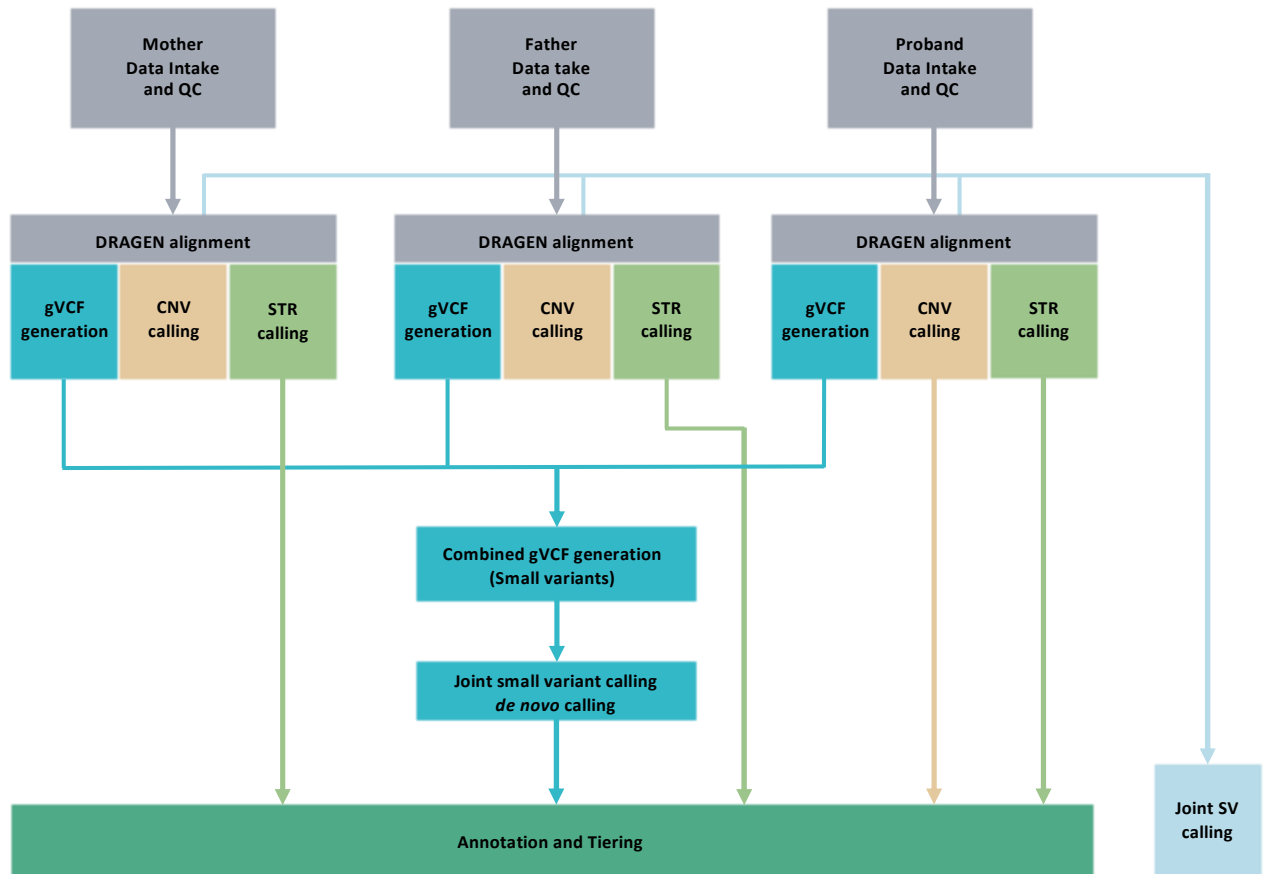 Mother
Data Intake
and QC
Father
Data take
and QC
Proband
Data Intake
and QC
DRAGEN alignment
DRAGEN alignment
DRAGEN alignment
gVCF
generation
CNV
calling
STR
calling
gVCF
generation
CNV
calling
STR
calling
gVCF
generation
CNV
calling
STR
calling
Combined gVCF generation
(Small variants)
Joint small variant calling
de novo calling
Joint SV
calling
Annotation and Tiering